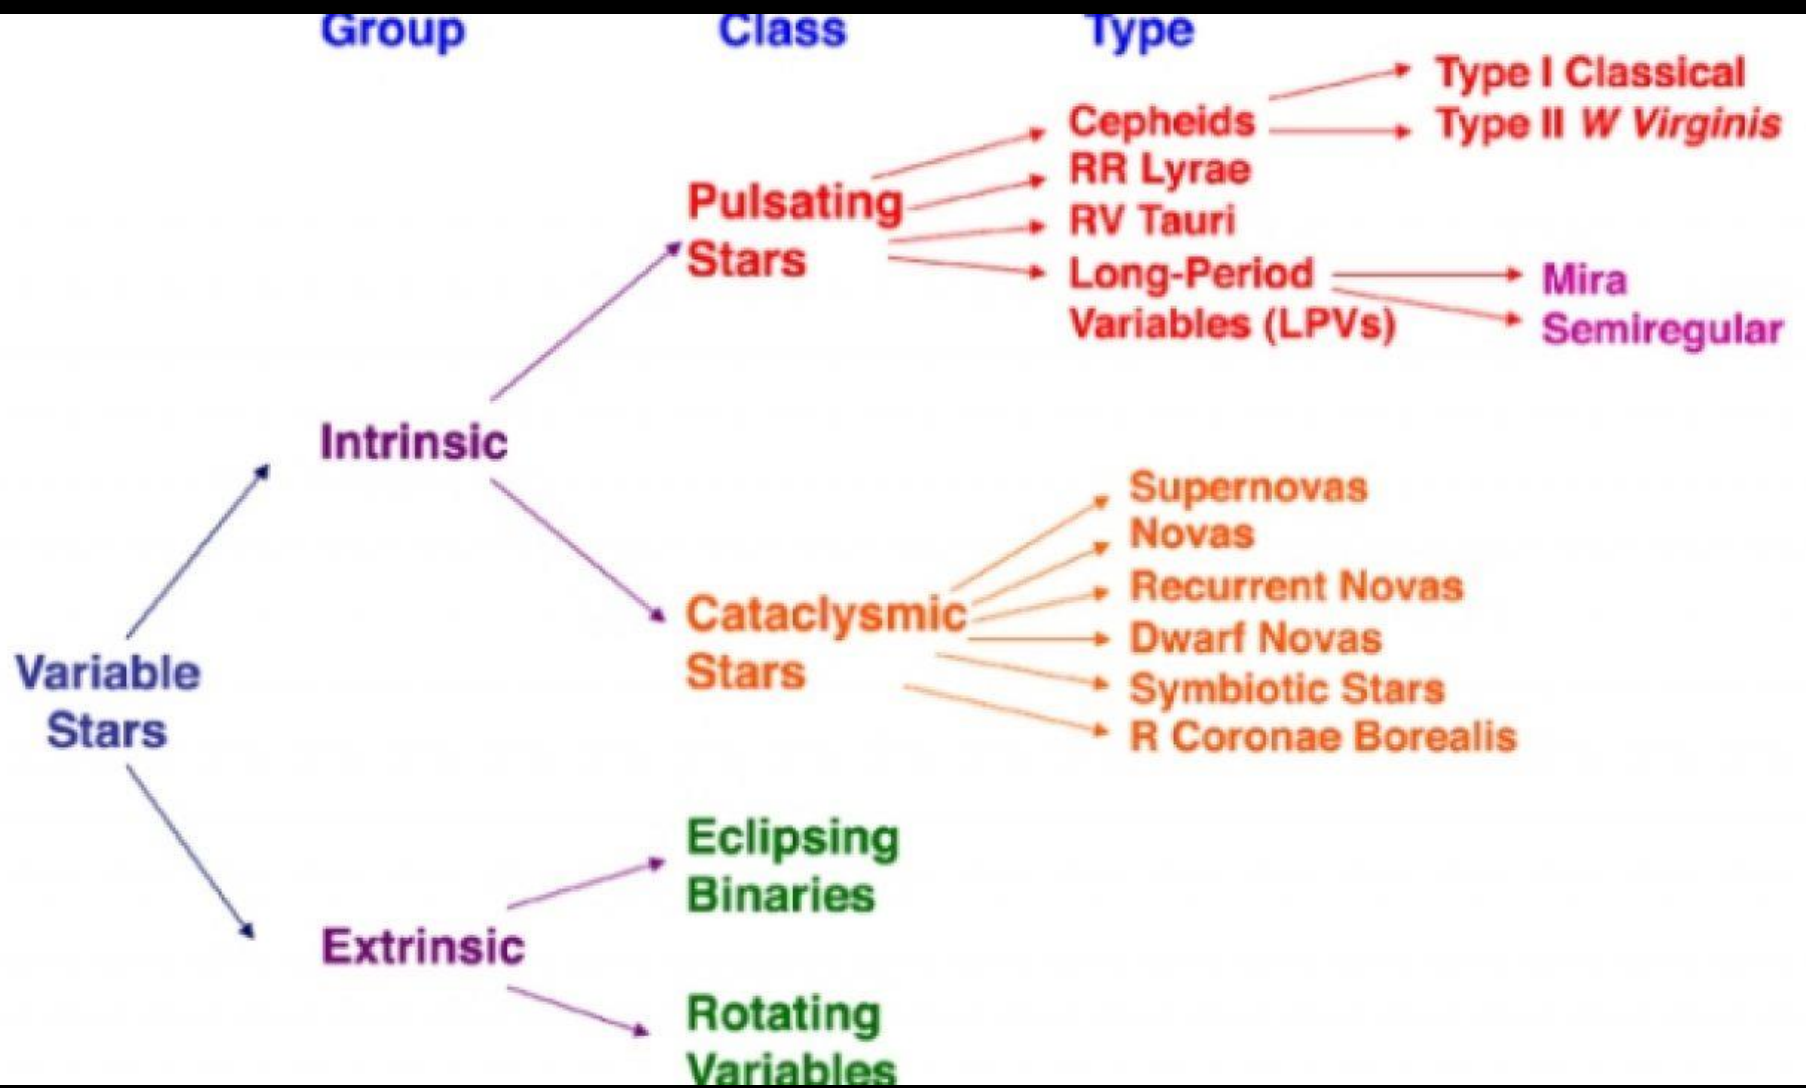 Group Class Type
Type I Classical
Cepheids
Type II W Virginis
RR Lyrae
Pulsating
Stars
RV Tauri
Long-Period
Variables (LPVs)
Mira
Semiregular
Intrinsic
Supernovas
Novas
Recurrent Novas
Cataclysmic
Stars
Dwarf Novas
Symbiotic Stars
R Coronae Borealis
Variable
Stars
Eclipsing
Binaries
Extrinsic
Rotating
Variables